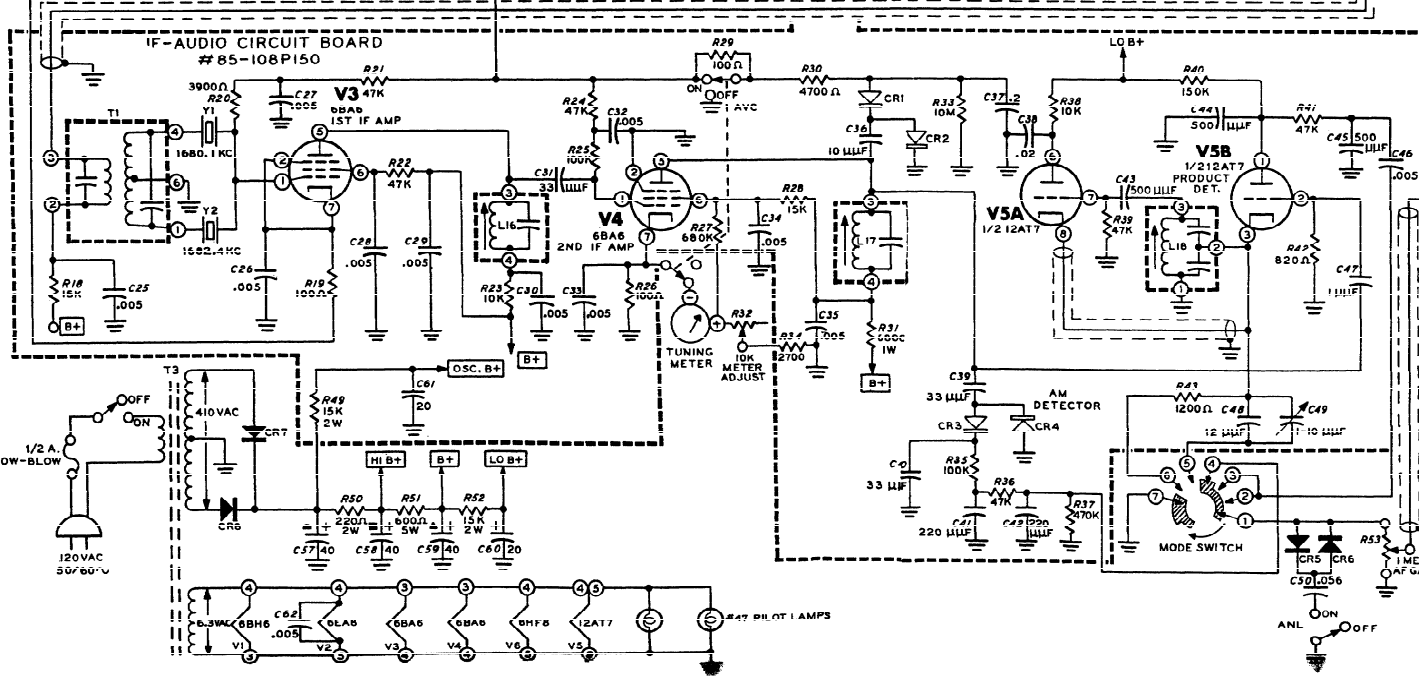 IF-AUDIO CIRCUIT BOARD
#85-108P150
T1
3900Ω
R20
Y1
1680.1KC
Y2
1682.4KC
C27
.005
R21
47K
V3
6BA6
1ST IF AMP
R22
47K
C26
.005
R19
100Ω
C28
.005
C29
.005
R18
15K
C25
.005
B+
L16
R23
10K
C30
.005
B+
C31
33 μμF
R24
47K
C32
.005
R25
100K
V4
6BA6
2ND IF AMP
C33
.005
R26
100Ω
R27
680K
R28
15K
C34
.005
R29
100Ω
ON
OFF
AVC
R30
4700Ω
TUNING
METER
R32
10K
METER
ADJUST
R34
2700
C35
.005
L17
R31
1W
B+
CR1
CR2
C36
10 μμF
R33
10M
C37 .2
C38
.02
R38
10K
LO B+
V5A
1/2 12AT7
R39
47K
C43
500μμF
L18
R40
150K
C44
500 μμF
V5B
1/212AT7
PRODUCT
DET.
R41
47K
C45 500
μμF
C46
.005
R42
820Ω
C47
C39
33 μμF
CR3
CR4
AM
DETECTOR
C40
33 μμF
R35
100K
R36
47K
C41
220 μμF
C42 220
μμF
R37
470K
R43
1200Ω
C48
12 μμF
C49
MODE SWITCH
CR5
CR6
C50 .056
ANL
ON
OFF
R53
T3
410VAC
CR7
CR8
OFF
ON
1/2 A.
OW-BLOW
120VAC
R49
15K
2W
OSC. B+
C61
20
HI B+
B+
LO B+
R50
220Ω
2W
R51
600Ω
5W
R52
15K
2W
C57 40
C58 40
C59 40
C60 20
6.3VAC
6BH6
V1
C62
.005
6EA8
V2
6BA6
V3
6BA6
V4
6HF8
V6
12AT7
V5
#47 PILOT LAMPS